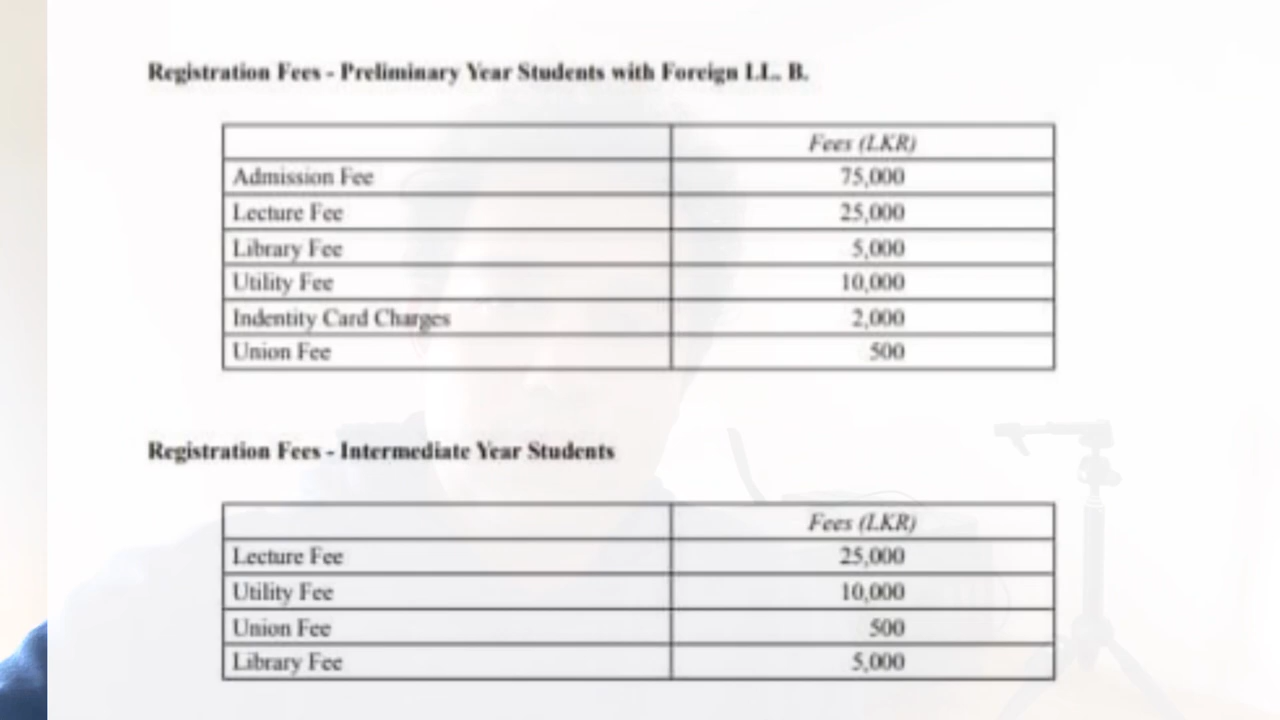 Registration Fees - Preliminary Year Students with Foreign LL. B.
Fees (LKR)
Admission Fee 75,000
Lecture Fee 25,000
Library Fee 5,000
Utility Fee 10,000
Indentity Card Charges 2,000
Union Fee 500
Registration Fees - Intermediate Year Students
Fees (LKR)
Lecture Fee 25,000
Utility Fee 10,000
Union Fee 500
Library Fee 5,000